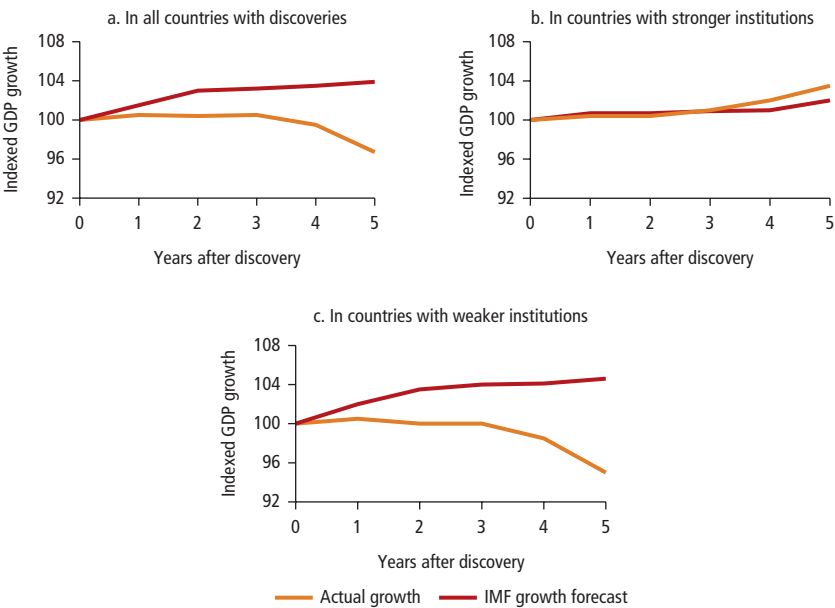 a. In all countries with discoveries
Indexed GDP growth
108
104
100
96
92
0 1 2 3 4 5
Years after discovery
b. In countries with stronger institutions
Indexed GDP growth
108
104
100
96
92
0 1 2 3 4 5
Years after discovery
c. In countries with weaker institutions
Indexed GDP growth
108
104
100
96
92
0 1 2 3 4 5
Years after discovery
Actual growth IMF growth forecast